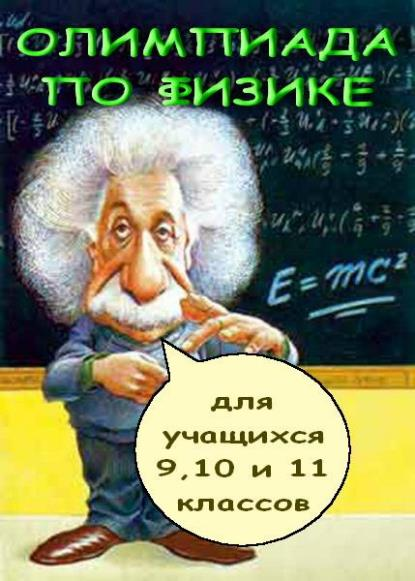 ОЛИМПИАДА
ПО ФИЗИКЕ
E=mc²
для
учащихся
9,10 и 11
классов